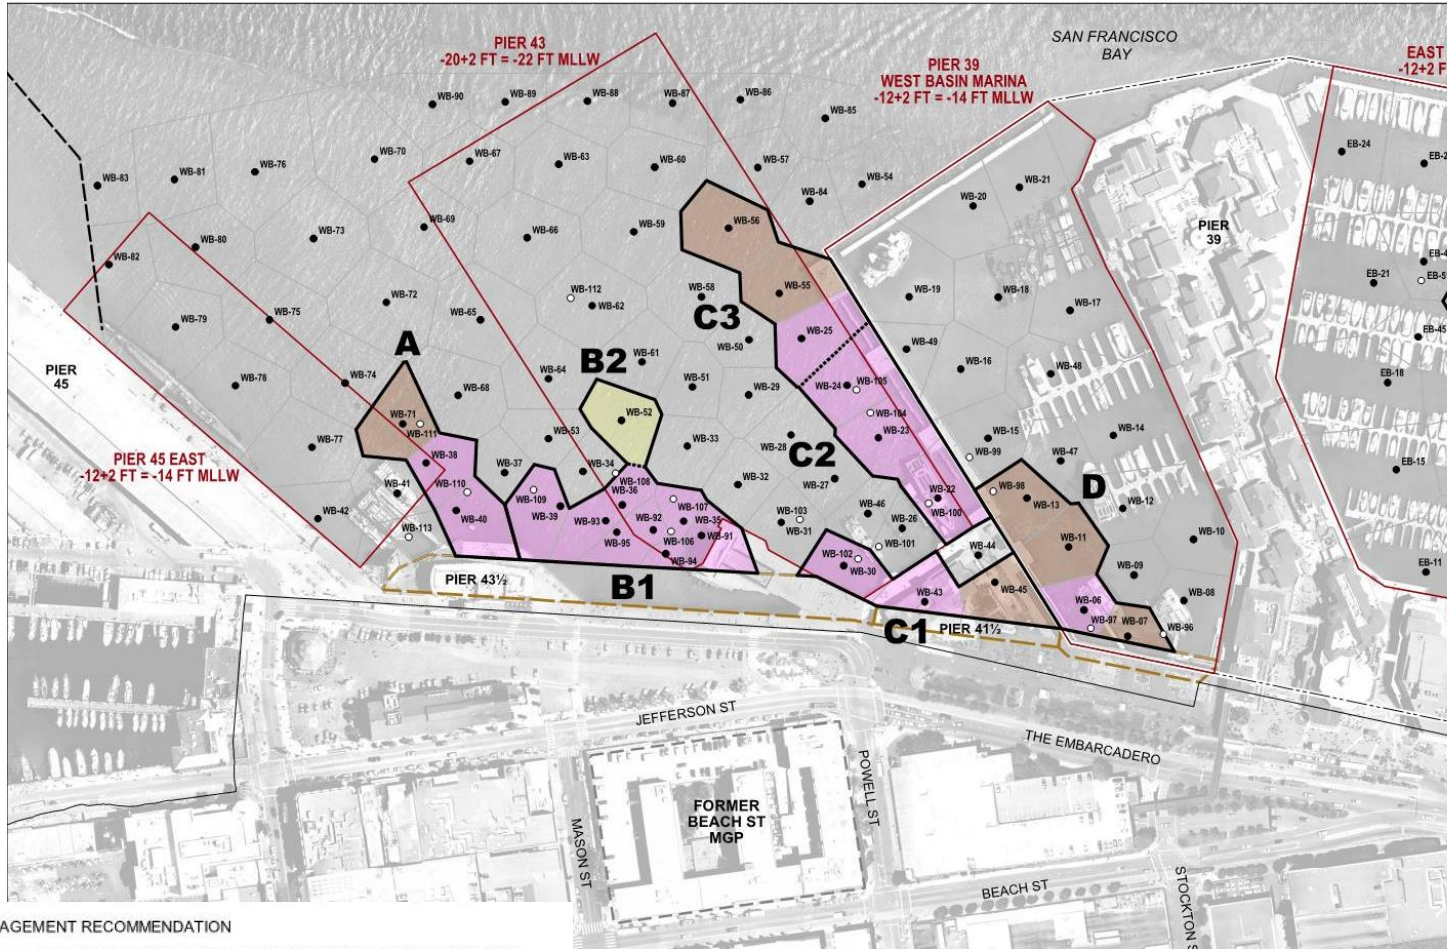 SAN FRANCISCO
BAY
PIER 43
-20+2 FT = -22 FT MLLW
PIER 39
WEST BASIN MARINA
-12+2 FT = -14 FT MLLW
EAST
-12+2 F
WB-90
WB-89
WB-88
WB-87
WB-86
WB-85
WB-83
WB-81
WB-76
WB-70
WB-67
WB-63
WB-60
WB-57
WB-54
WB-84
WB-20
WB-21
EB-24
EB-2
WB-82
WB-80
WB-73
WB-69
WB-66
WB-59
WB-56
PIER
39
WB-79
WB-75
WB-72
WB-65
WB-112
WB-62
WB-58
WB-55
WB-19
WB-18
WB-17
EB-21
EB-4
EB-5
C3
WB-25
WB-50
WB-49
EB-45
A
B2
PIER
45
WB-78
WB-74
WB-68
WB-64
WB-61
WB-51
WB-29
WB-24
WB-105
WB-16
WB-48
EB-18
WB-71
WB-111
WB-52
WB-104
WB-77
WB-38
WB-53
WB-33
WB-28
WB-23
WB-15
WB-99
WB-47
WB-14
C2
PIER 45 EAST
-12+2 FT = -14 FT MLLW
WB-41
WB-110
WB-37
WB-34
WB-108
WB-32
WB-27
EB-15
D
WB-42
WB-40
WB-109
WB-39
WB-36
WB-107
WB-22
WB-100
WB-98
WB-13
WB-12
WB-113
WB-93
WB-95
WB-92
WB-106
WB-35
WB-91
WB-94
WB-103
WB-31
WB-46
WB-26
WB-101
WB-44
WB-11
WB-10
WB-102
WB-30
WB-09
EB-11
PIER 43½
B1
WB-43
WB-45
WB-06
WB-97
WB-07
WB-08
WB-96
C1
PIER 41½
JEFFERSON ST
THE EMBARCADERO
POWELL ST
FORMER
BEACH ST
MGP
MASON ST
BEACH ST
STOCKTON S
AGEMENT RECOMMENDATION